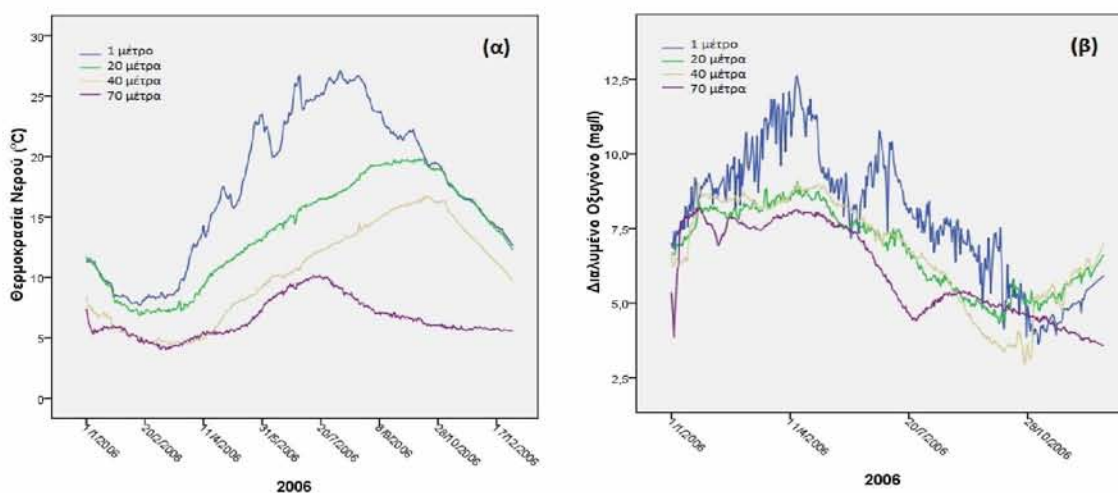 (α)
1 μέτρο
20 μέτρα
40 μέτρα
70 μέτρα
Θερμοκρασία Νερού (°C)
30
25
20
15
10
5
0
1/1/2006
20/2/2006
11/4/2006
31/5/2006
20/7/2006
8/9/2006
28/10/2006
17/12/2006
2006
(β)
1 μέτρο
20 μέτρα
40 μέτρα
70 μέτρα
Διαλυμένο Οξυγόνο (mg/l)
12,5
10,0
7,5
5,0
2,5
1/1/2006
11/4/2006
20/7/2006
28/10/2006
2006